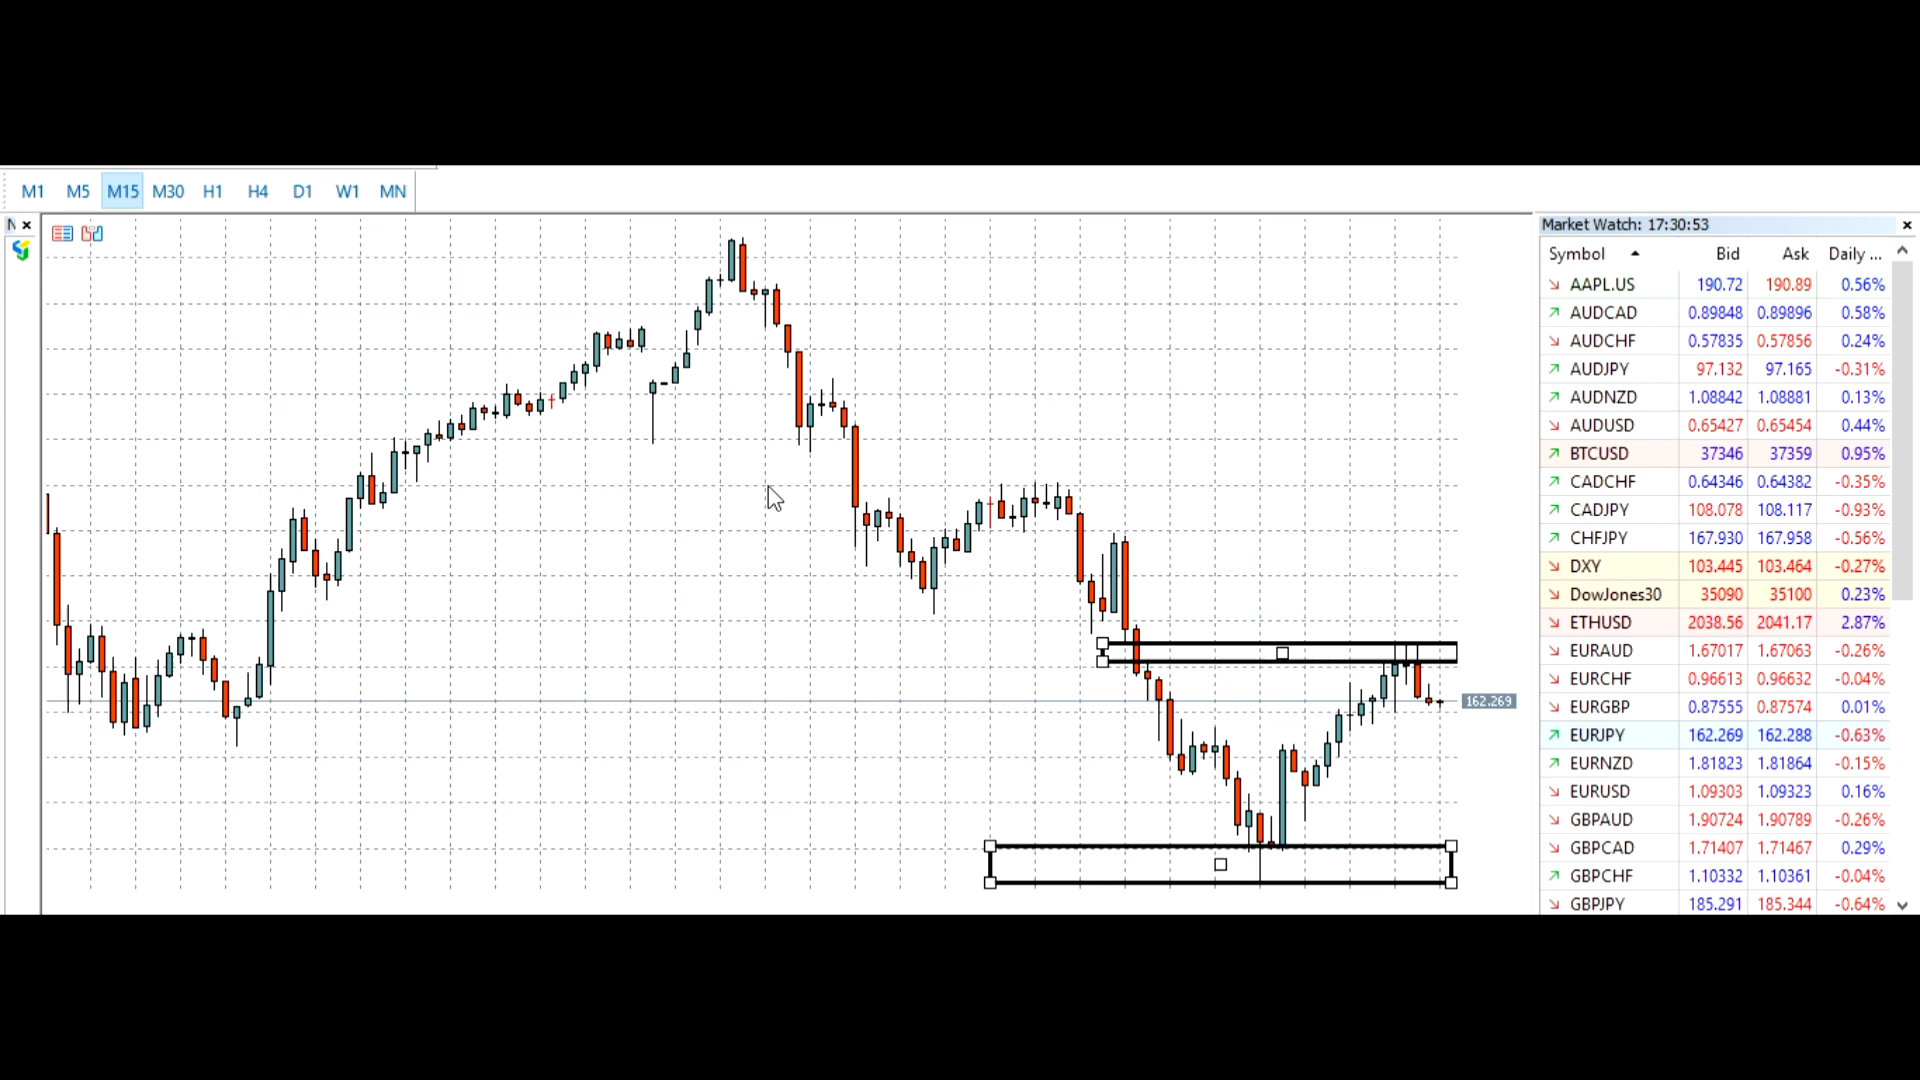 M1 M5 M15 M30 H1 H4 D1 W1 MN
N
Market Watch: 17:30:53
Symbol Bid Ask Daily ...
AAPL.US 190.72 190.89 0.56%
AUDCAD 0.89848 0.89896 0.58%
AUDCHF 0.57835 0.57856 0.24%
AUDJPY 97.132 97.165 -0.31%
AUDNZD 1.08842 1.08881 0.13%
AUDUSD 0.65427 0.65454 0.44%
BTCUSD 37346 37359 0.95%
CADCHF 0.64346 0.64382 -0.35%
CADJPY 108.078 108.117 -0.93%
CHFJPY 167.930 167.958 -0.56%
DXY 103.445 103.464 -0.27%
DowJones30 35090 35100 0.23%
ETHUSD 2038.56 2041.17 2.87%
EURAUD 1.67017 1.67063 -0.26%
EURCHF 0.96613 0.96632 -0.04%
162.269
EURGBP 0.87555 0.87574 0.01%
EURJPY 162.269 162.288 -0.63%
EURNZD 1.81823 1.81864 -0.15%
EURUSD 1.09303 1.09323 0.16%
GBPAUD 1.90724 1.90789 -0.26%
GBPCAD 1.71407 1.71467 0.29%
GBPCHF 1.10332 1.10361 -0.04%
GBPJPY 185.291 185.344 -0.64%